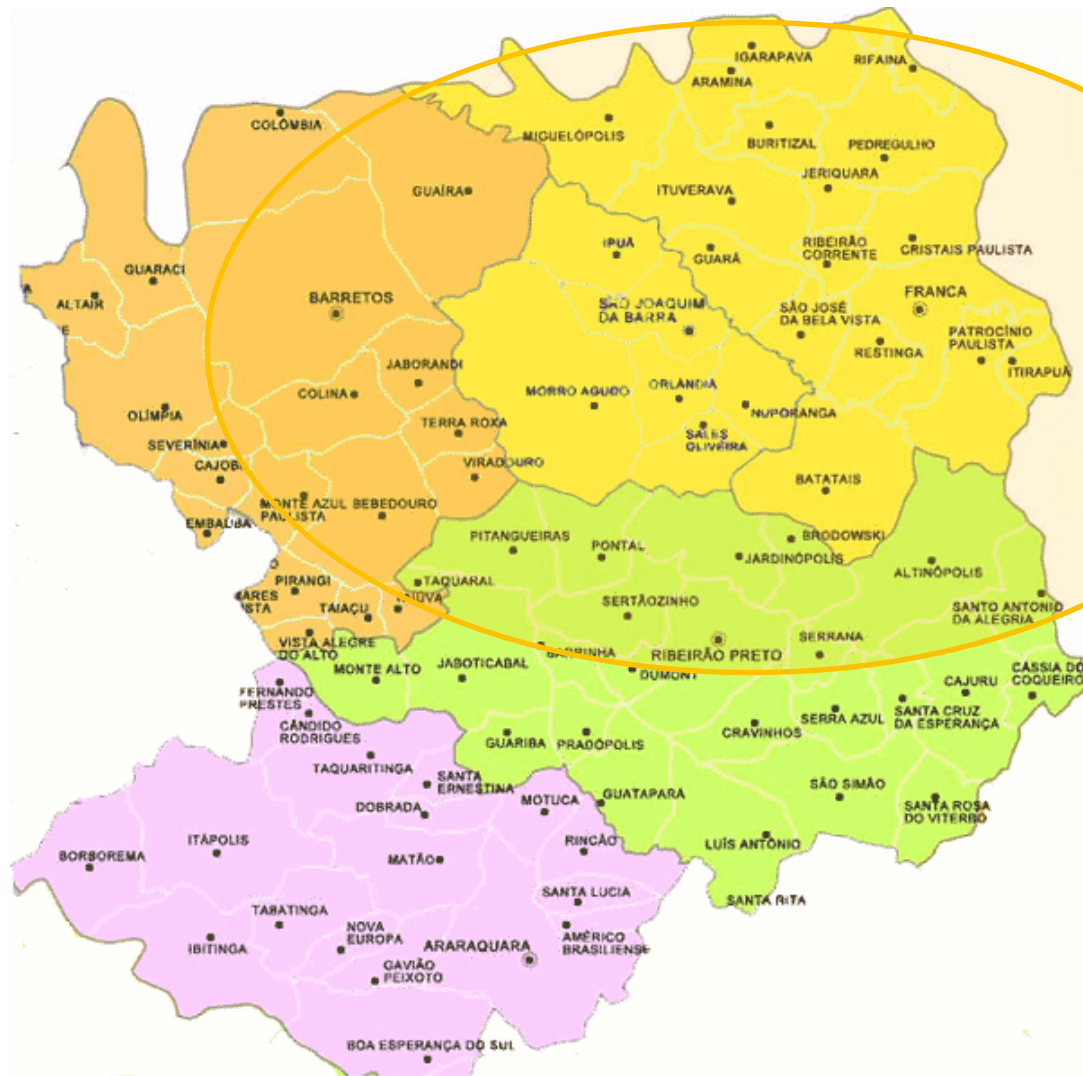 IGARAPAVA
ARAMINA
RIFAINA
COLÔMBIA
MIGUELÓPOLIS
BURITIZAL
PEDREGULHO
JERIQUARA
GUAÍRA
ITUVERAVA
IPUÃ
GUARÁ
RIBEIRÃO
CORRENTE
CRISTAIS PAULISTA
GUARACI
ALTAIR
BARRETOS
SÃO JOAQUIM
DA BARRA
SÃO JOSÉ
DA BELA VISTA
FRANCA
RESTINGA
PATROCÍNIO
PAULISTA
ITIRAPUÃ
JABORANDI
COLINA
MORRO AGUDO
ORLÂNDIA
NUPORANGA
OLÍMPIA
TERRA ROXA
SALES
OLIVEIRA
SEVERÍNIA
CAJOBI
VIRADOURO
BATATAIS
MONTE AZUL
PAULISTA
BEBEDOURO
EMBAÚBA
PITANGUEIRAS
PONTAL
BRODOWSKI
JARDINÓPOLIS
ALTINÓPOLIS
PIRANGI
TAQUARAL
TAIAÇU
SERTÃOZINHO
SANTO ANTONIO
DA ALEGRIA
VISTA ALEGRE
DO ALTO
MONTE ALTO
JABOTICABAL
BARRINHA
DUMONT
RIBEIRÃO PRETO
SERRANA
CÁSSIA DO
COQUEIRO
CAJURU
FERNANDO
PRESTES
CÂNDIDO
RODRIGUES
SERRA AZUL
SANTA CRUZ
DA ESPERANÇA
GUARIBA
PRADÓPOLIS
CRAVINHOS
TAQUARITINGA
SANTA
ERNESTINA
DOBRADA
MOTUCA
GUATAPARÁ
SÃO SIMÃO
SANTA ROSA
DO VITERBO
ITÁPOLIS
BORBOREMA
MATÃO
RINCÃO
LUÍS ANTÔNIO
SANTA LUCIA
SANTA RITA
TABATINGA
IBITINGA
NOVA
EUROPA
ARARAQUARA
AMÉRICO
BRASILIENSE
GAVIÃO
PEIXOTO
BOA ESPERANÇA DO SUL